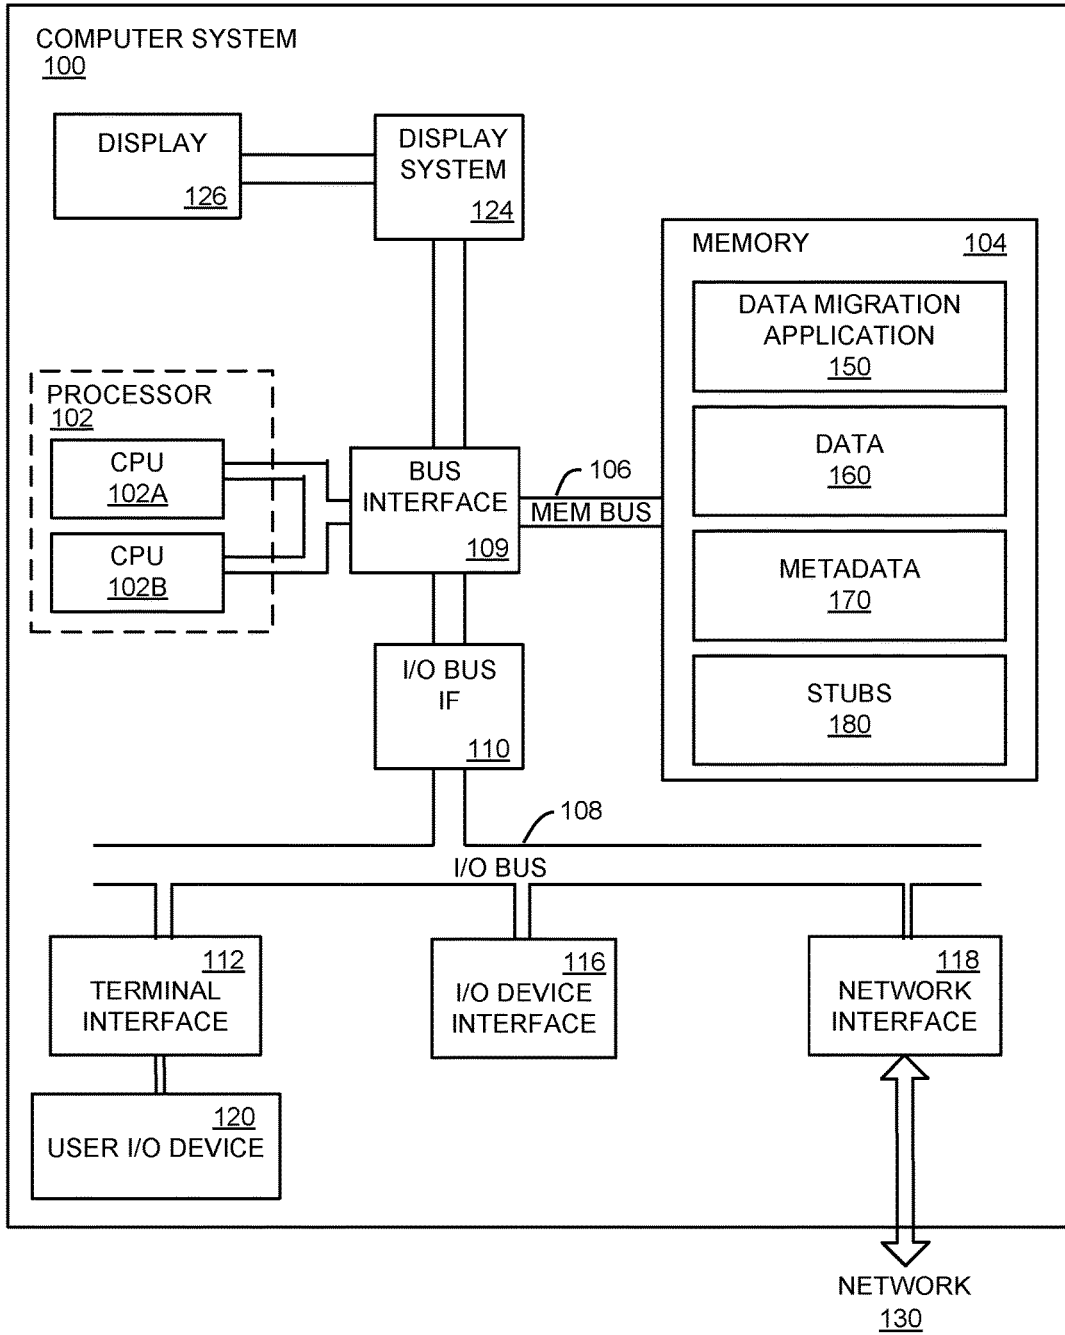 COMPUTER SYSTEM
100
DISPLAY
126
DISPLAY
SYSTEM
124
MEMORY
104
DATA MIGRATION
APPLICATION
150
DATA
160
METADATA
170
STUBS
180
PROCESSOR
102
CPU
102A
CPU
102B
BUS
INTERFACE
109
106
MEM BUS
I/O BUS
IF
110
108
I/O BUS
112
TERMINAL
INTERFACE
116
I/O DEVICE
INTERFACE
118
NETWORK
INTERFACE
120
USER I/O DEVICE
NETWORK
130